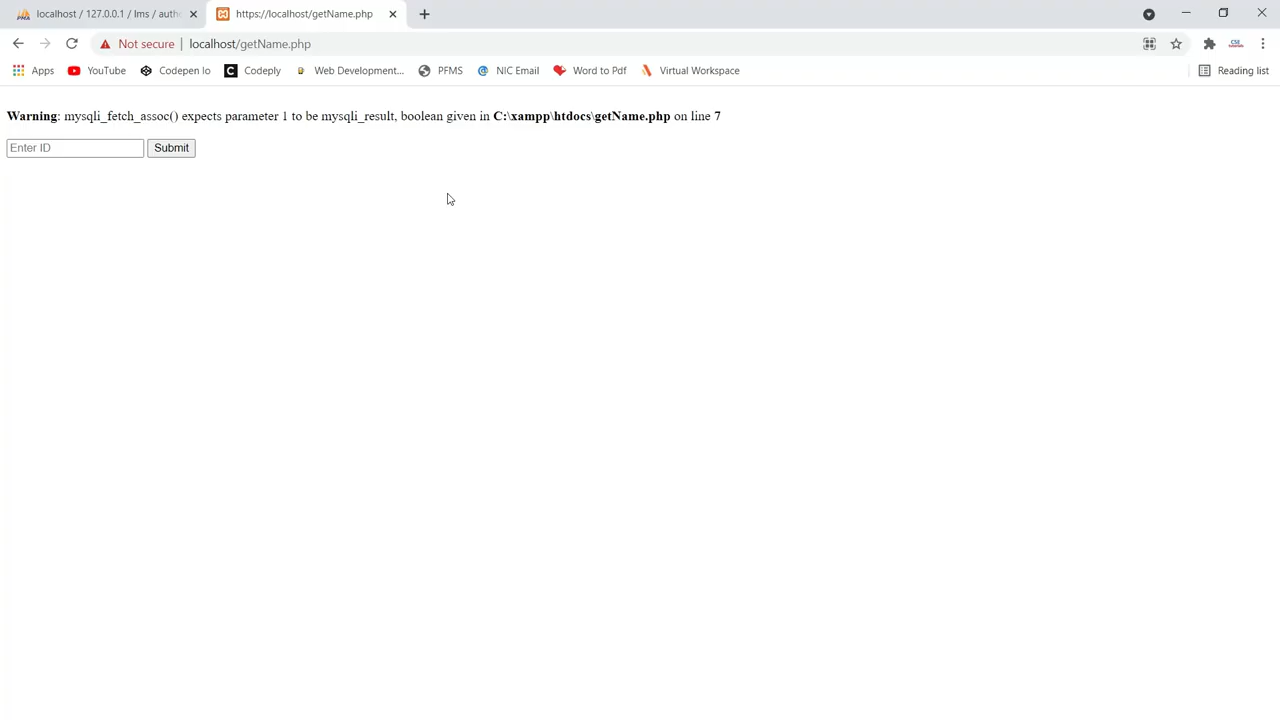 localhost / 127.0.0.1 / lms / auth
https://localhost/getName.php
Not secure
localhost/getName.php
Apps
YouTube
Codepen Io
Codeply
Web Development...
PFMS
NIC Email
Word to Pdf
Virtual Workspace
Reading list
Warning: mysqli_fetch_assoc() expects parameter 1 to be mysqli_result, boolean given in C:\xampp\htdocs\getName.php on line 7
Enter ID
Submit